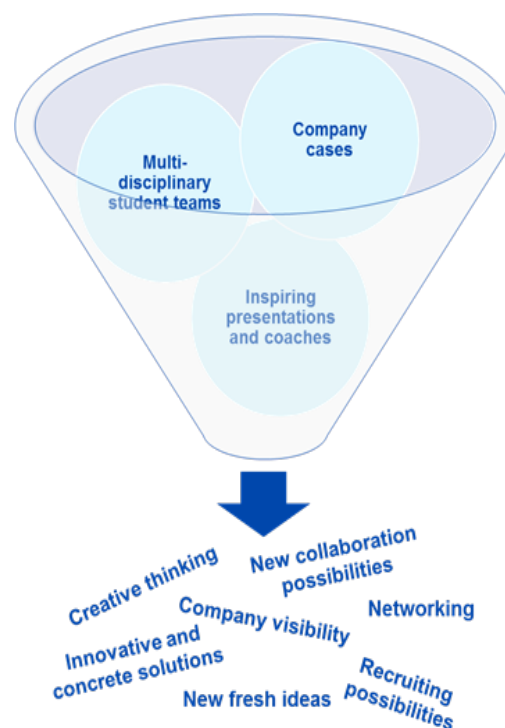 Company
cases
Multi-
disciplinary
student teams
Inspiring
presentations
and coaches
Creative thinking
New collaboration
possibilities
Company visibility
Networking
Innovative and
concrete solutions
Recruiting
possibilities
New fresh ideas